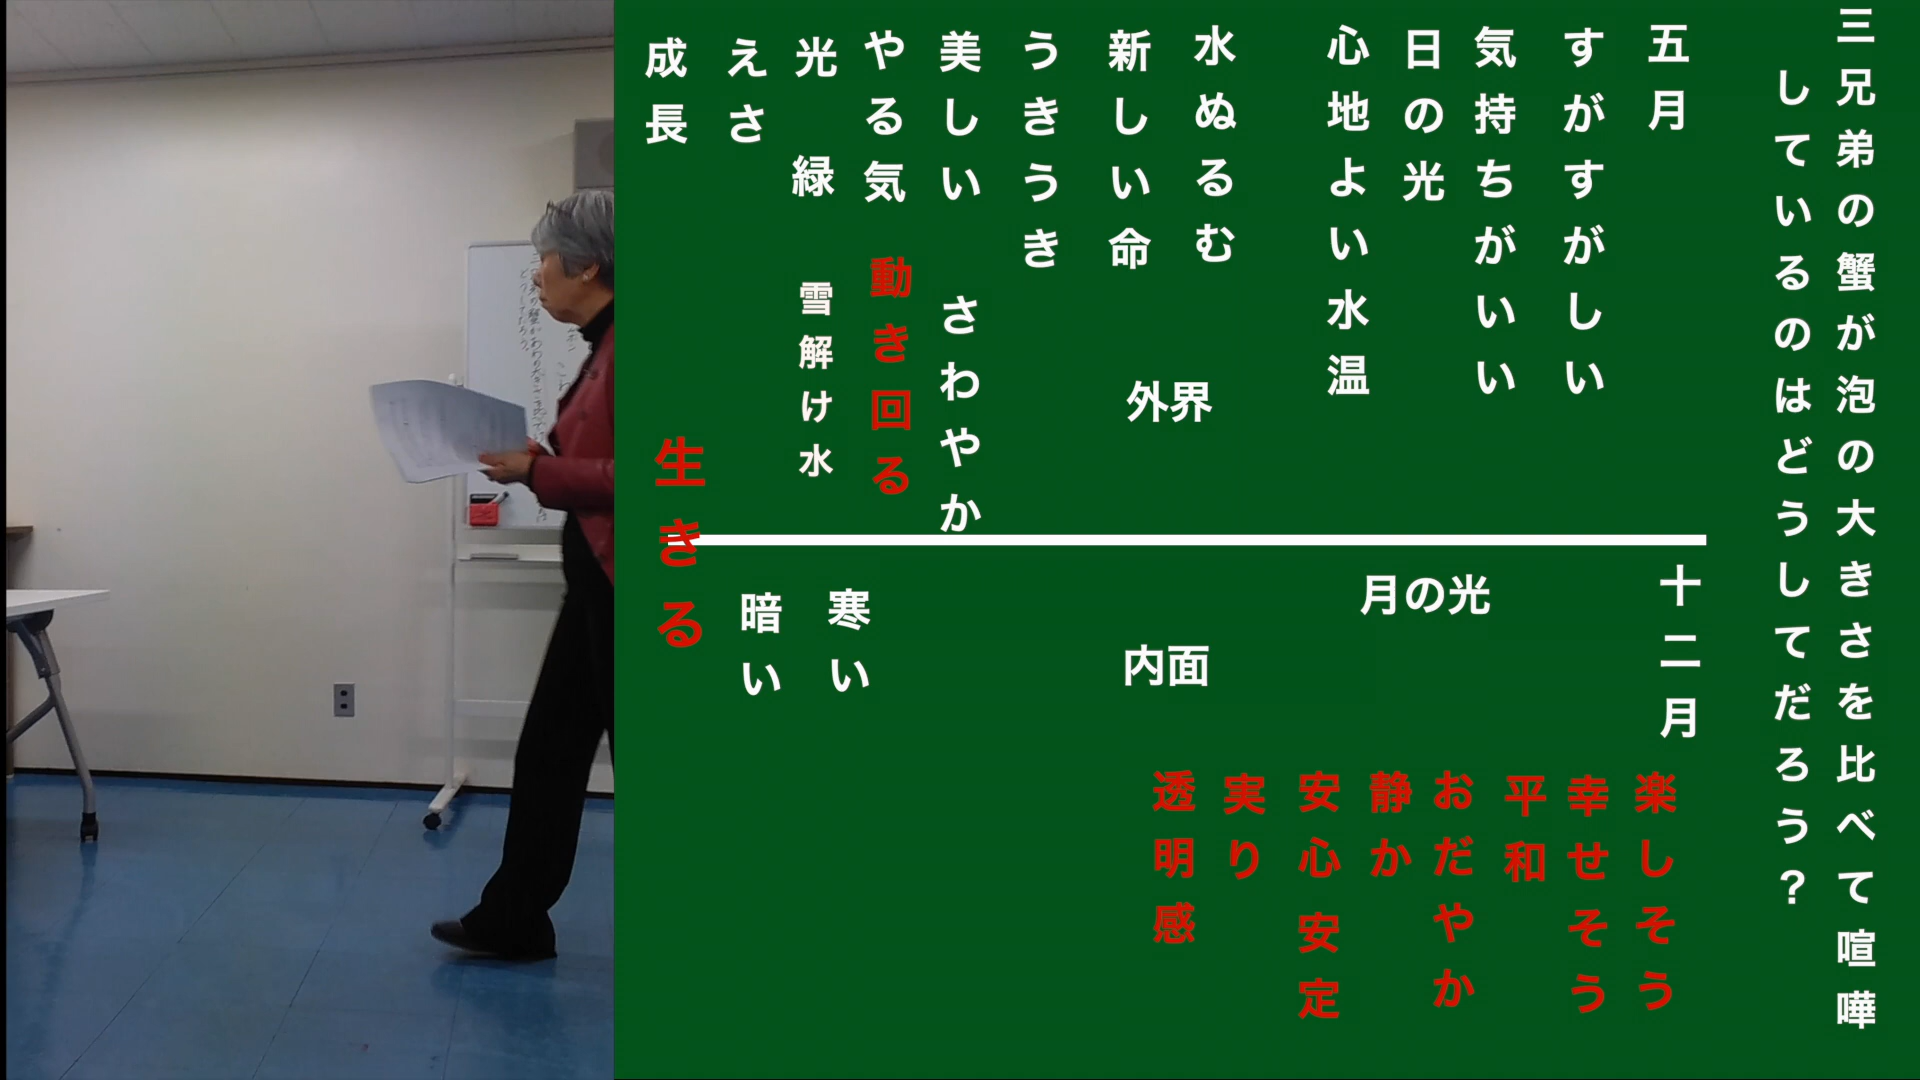 三兄弟の蟹が泡の大きさを比べて喧嘩
しているのはどうしてだろう?
五月
すがすがしい
気持ちがいい
日の光
心地よい水温
水ぬるむ
新しい命
外界
うきうき
美しい さわやか
やる気 動き回る
光 緑 雪解け水
えさ
成長
生きる
十二月
月の光
内面
寒い
暗い
楽しそう
幸せそう
平和
おだやか
静か
安心 安定
実り
透明感